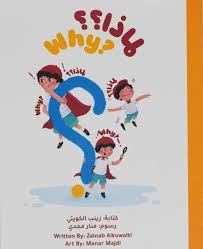 لماذا؟؟
Why?
لماذا؟؟
WHY?
لماذا؟؟
WHY?
كتابة: زينب الكويتي
رسوم: منار مجدي
Written By: Zainab Alkuwaiti
Art By: Manar Majdi